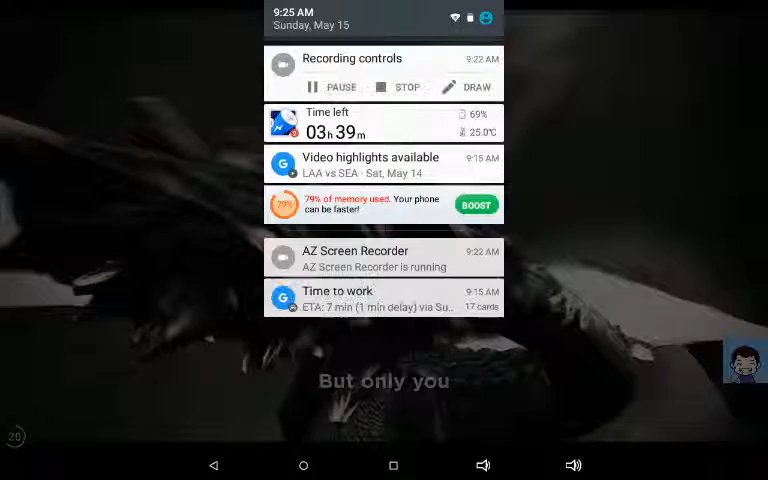 9:25 AM
Sunday, May 15
Recording controls 9:22 AM
PAUSE STOP DRAW
Time left 69%
03h 39m 25.0℃
Video highlights available 9:15 AM
LAA vs SEA · Sat, May 14
79% 79% of memory used. Your phone
can be faster! BOOST
AZ Screen Recorder 9:22 AM
AZ Screen Recorder is running
Time to work 9:15 AM
ETA: 7 min (1 min delay) via Su.. 17 cards
But only you
20